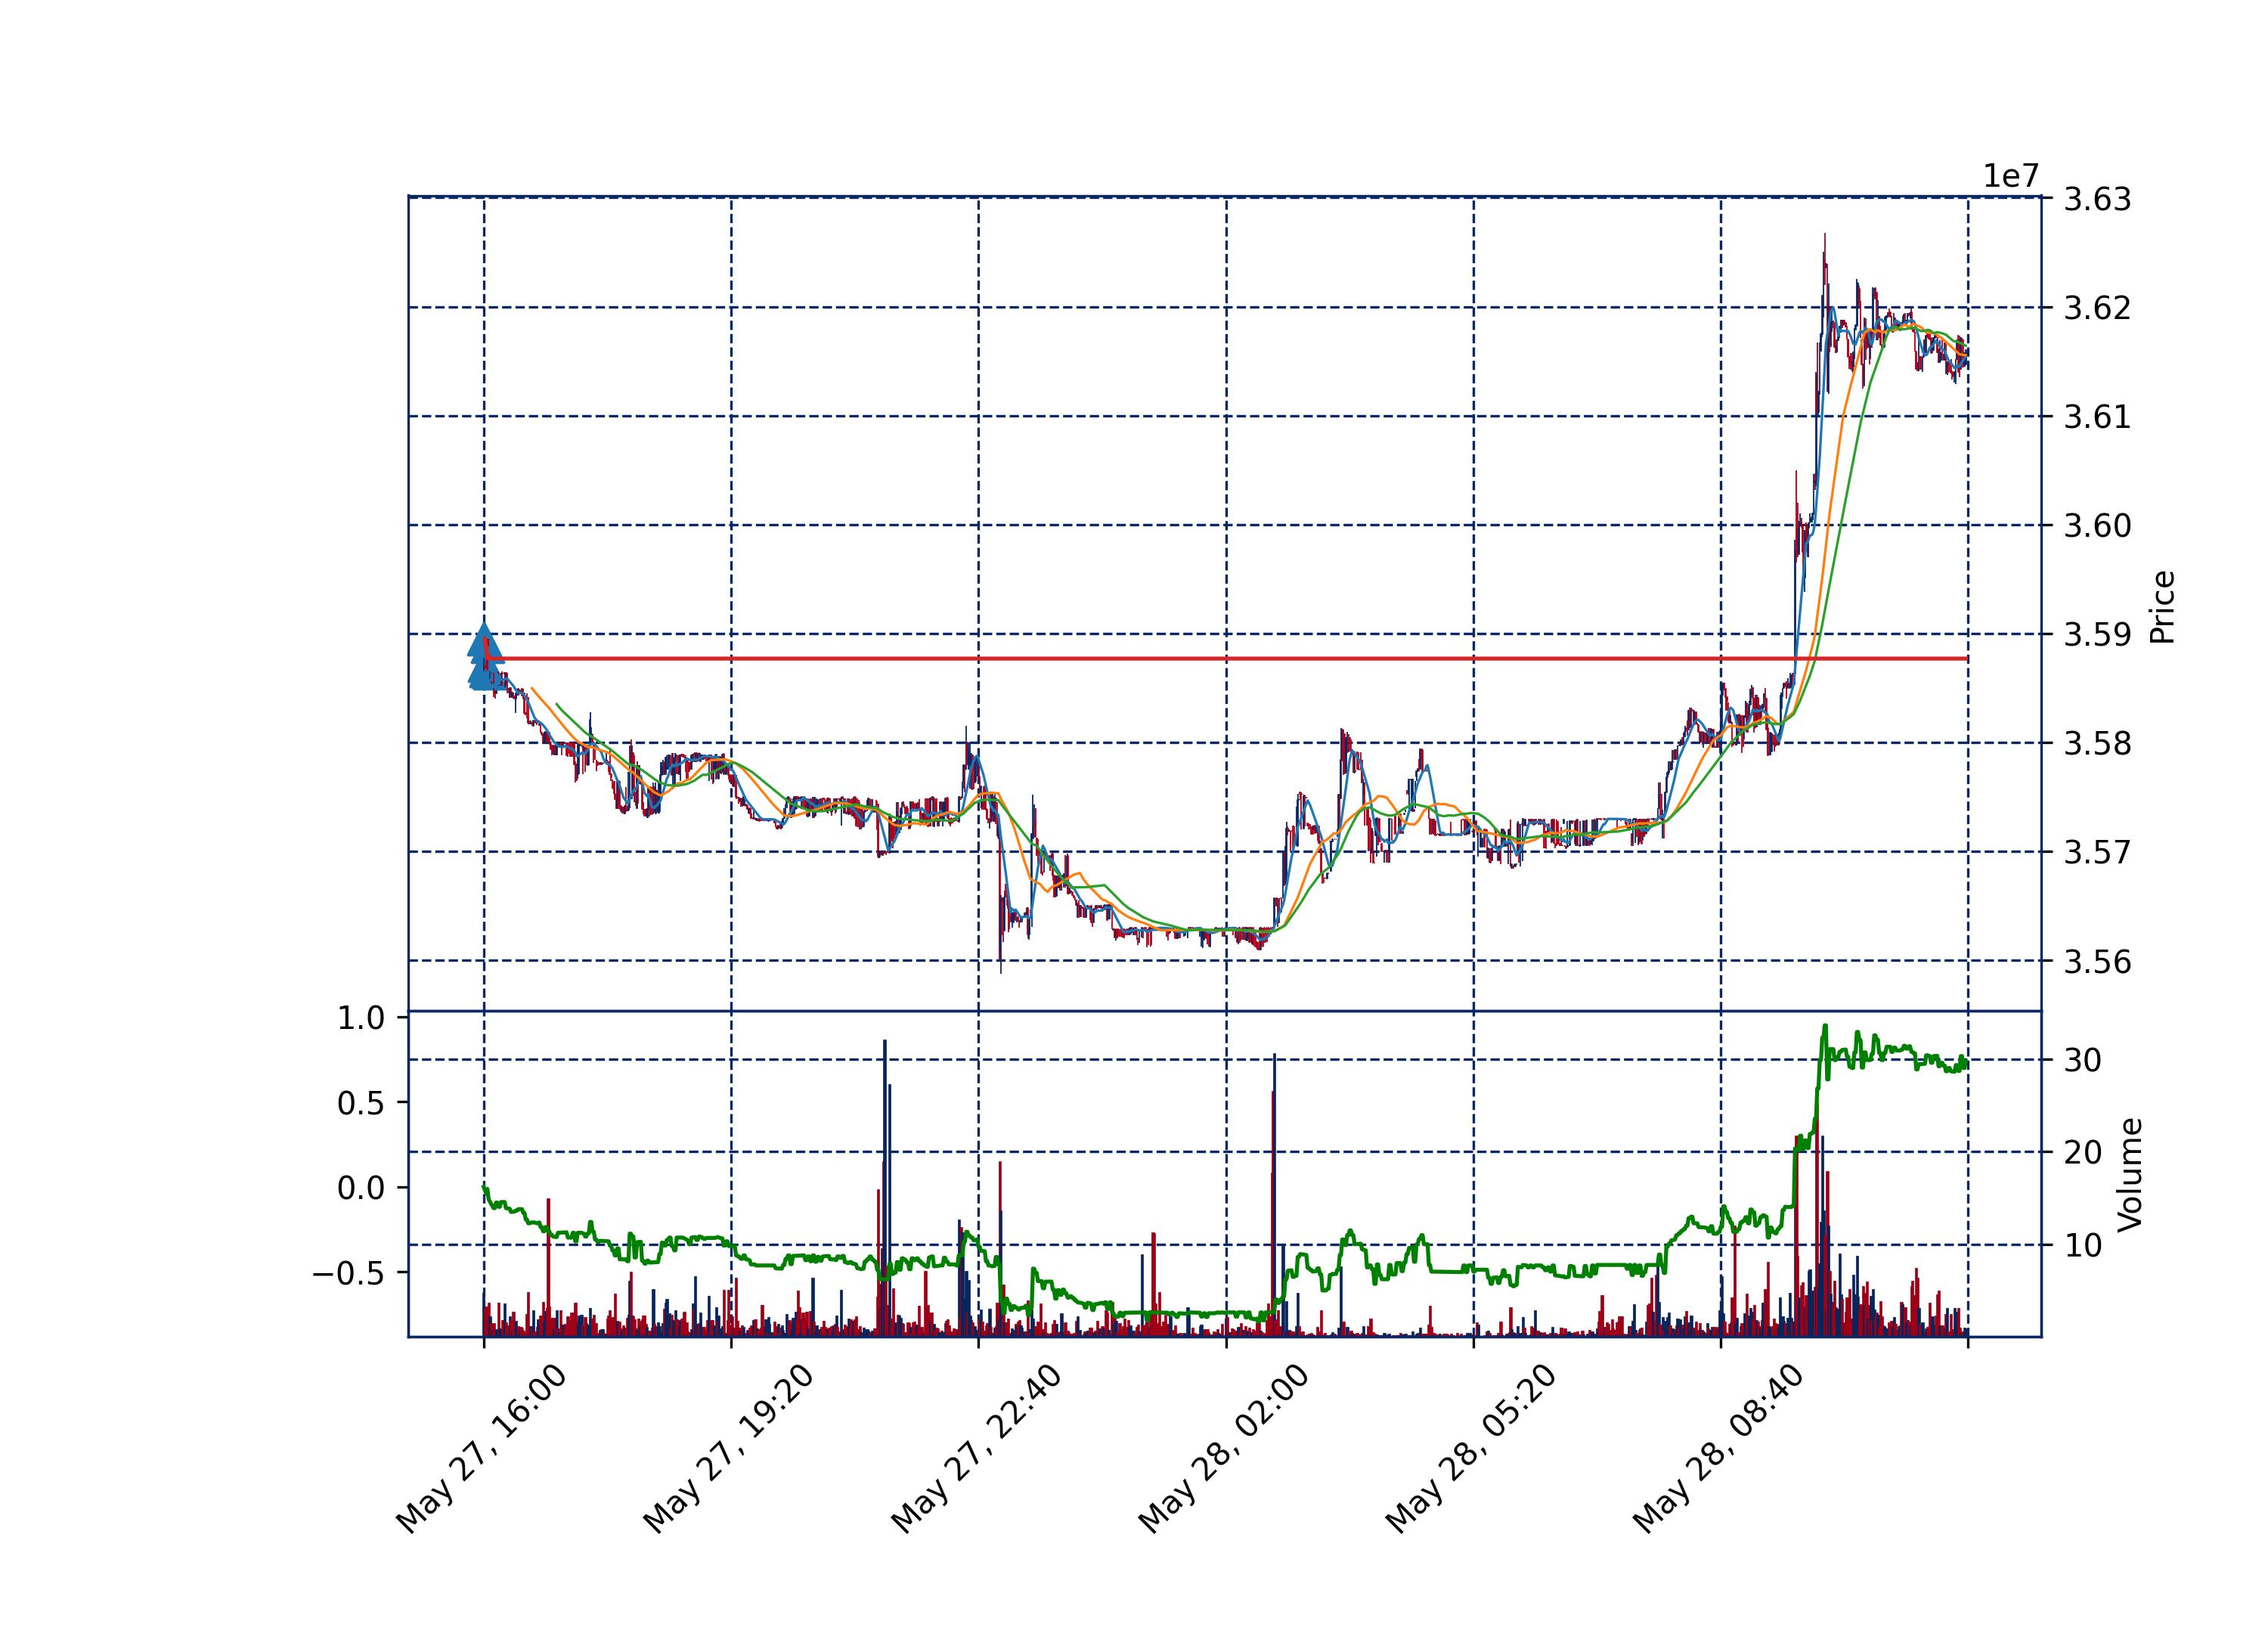 1e7
3.63
3.62
3.61
3.60
3.59
3.58
3.57
3.56
Price
1.0
0.5
0.0
−0.5
30
20
10
Volume
May 27, 16:00
May 27, 19:20
May 27, 22:40
May 28, 02:00
May 28, 05:20
May 28, 08:40